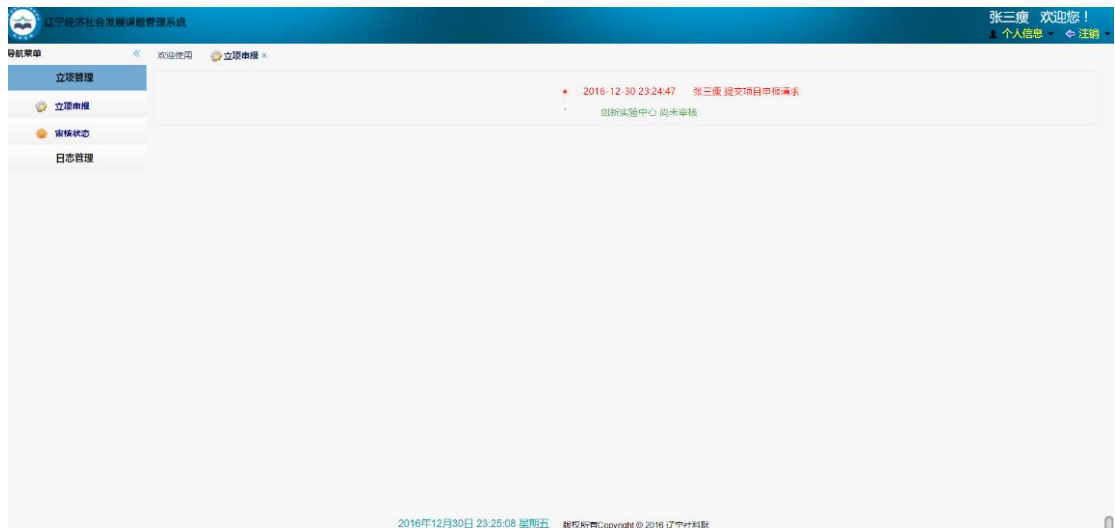 辽宁经济社会发展课题管理系统
张三瘦 欢迎您！
个人信息 注销
导航菜单
欢迎使用 立项申报
立项管理
立项申报
审核状态
日志管理
2016-12-30 23:24:47 张三瘦 提交项目申报请求
创新实验中心 尚未审核
2016年12月30日 23:25:08 星期五 版权所有Copyright © 2016 辽宁社科联